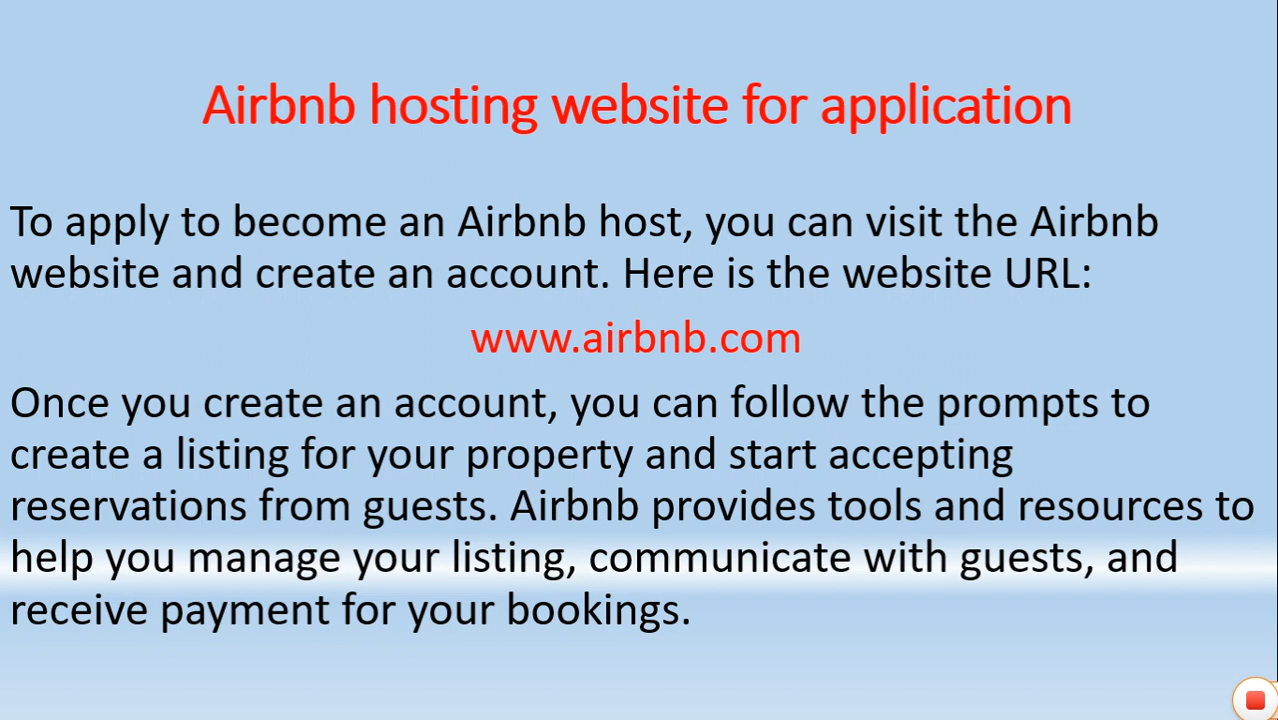 Airbnb hosting website for application
To apply to become an Airbnb host, you can visit the Airbnb
website and create an account. Here is the website URL:
www.airbnb.com
Once you create an account, you can follow the prompts to
create a listing for your property and start accepting
reservations from guests. Airbnb provides tools and resources to
help you manage your listing, communicate with guests, and
receive payment for your bookings.